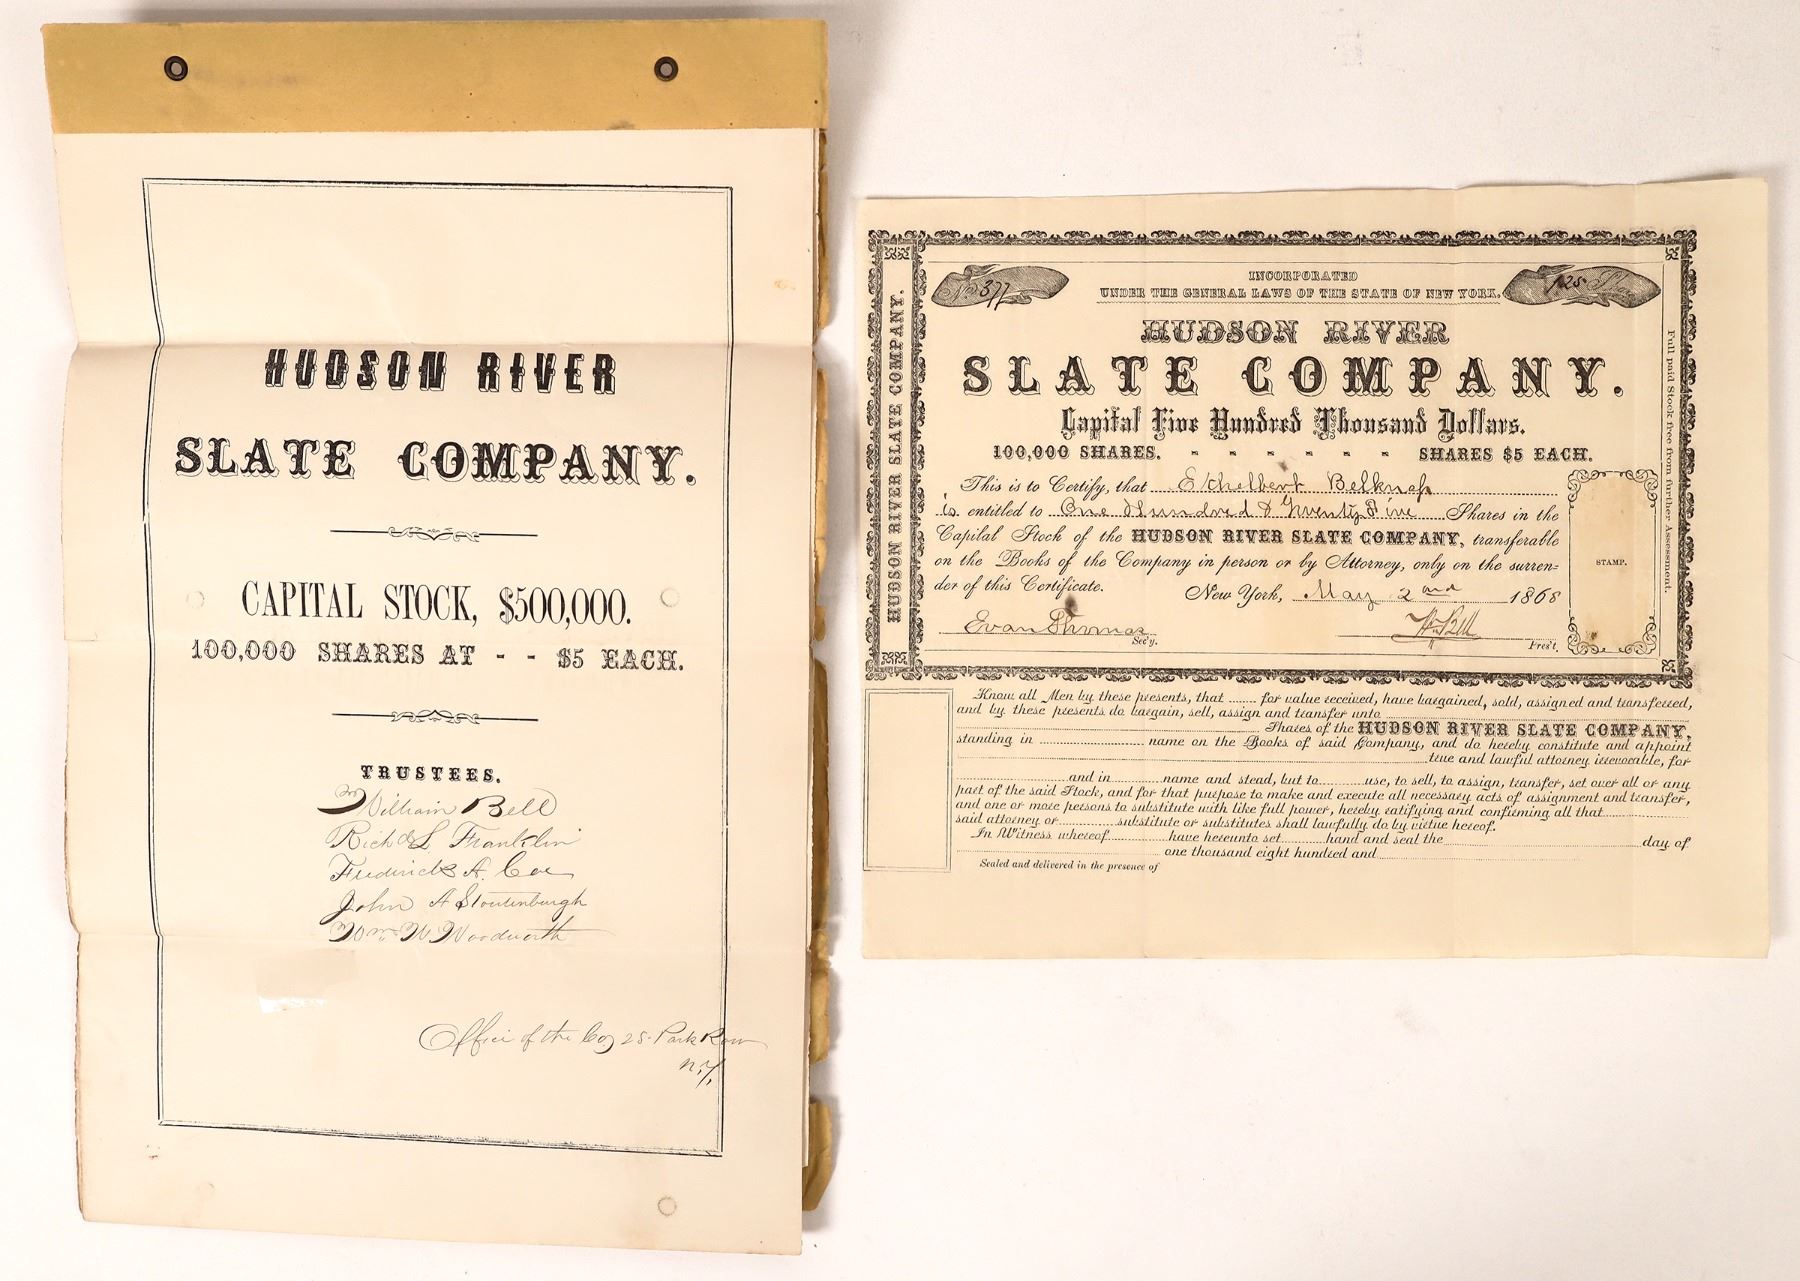 HUDSON RIVER
SLATE COMPANY.
CAPITAL STOCK, $500,000.
100,000 SHARES AT - - $5 EACH.
TRUSTEES.
William Bell
Rich d L Franklin
Frederick A. Coe
John A Stoutenburgh
Wm. W. Woodworth
Office of the Co, 25. Park Row
N.Y.
HUDSON RIVER SLATE COMPANY.
No. 377
INCORPORATED
UNDER THE GENERAL LAWS OF THE STATE OF NEW YORK.
125
HUDSON RIVER
SLATE COMPANY.
Capital Five Hundred Thousand Dollars.
100,000 SHARES. - - - - - - SHARES $5 EACH.
This is to Certify, that Ethelbert Belknap
is entitled to One Hundred & Twenty Five Shares in the
Capital Stock of the HUDSON RIVER SLATE COMPANY, transferable
on the Books of the Company in person or by Attorney, only on the surren=
der of this Certificate.
New York, May 2nd 1868
Evan Thomas Sec'y.
Wm Bell Pres't.
STAMP.
Full paid Stock free from further Assessment.
Know all Men by these presents, that ...... for value received, have bargained, sold, assigned and transferred,
and by these presents do bargain, sell, assign and transfer unto
Shares of the HUDSON RIVER SLATE COMPANY,
standing in ...... name on the Books of said Company, and do hereby constitute and appoint
true and lawful attorney irrevocable, for
and in ...... name and stead, but to ...... use, to sell, to assign, transfer, set over all or any
part of the said Stock, and for that purpose to make and execute all necessary acts of assignment and transfer,
and one or more persons to substitute with like full power, hereby ratifying and confirming all that
said attorney or ...... substitute or substitutes shall lawfully do by virtue hereof.
In Witness whereof ...... have hereunto set ...... hand and seal the ...... day of
one thousand eight hundred and
Sealed and delivered in the presence of